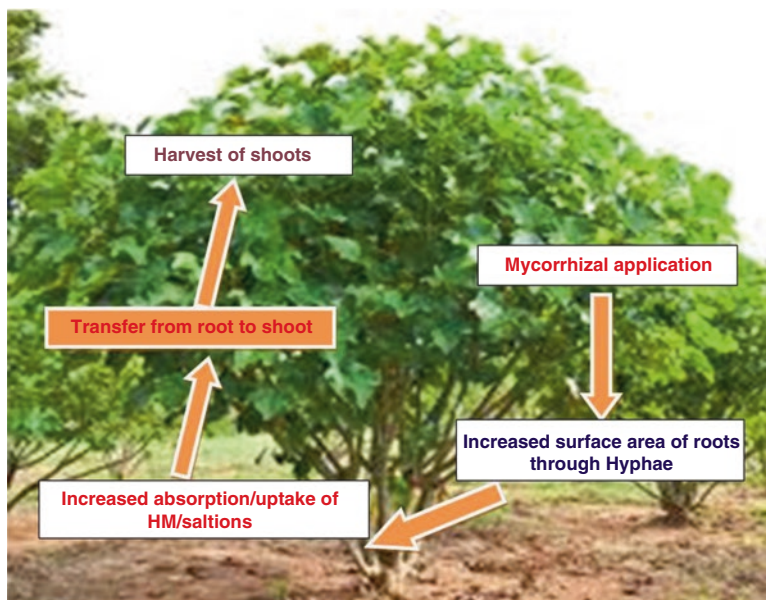 Harvest of shoots
Mycorrhizal application
Transfer from root to shoot
Increased surface area of roots
through Hyphae
Increased absorption/uptake of
HM/saltions